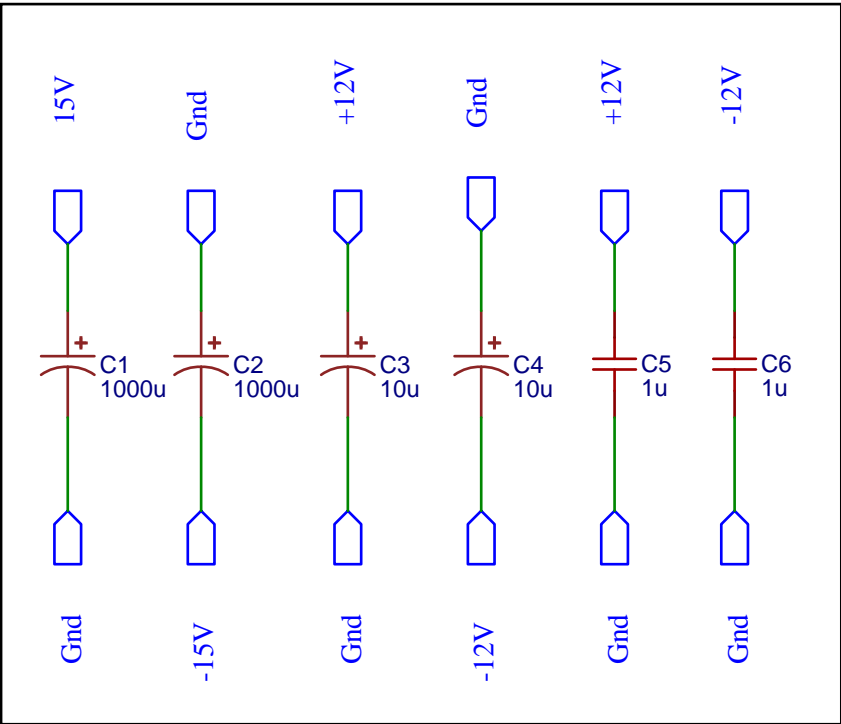 15V
Gnd
+12V
Gnd
+12V
-12V
+
C1
1000u
+
C2
1000u
+
C3
10u
+
C4
10u
C5
1u
C6
1u
Gnd
-15V
Gnd
-12V
Gnd
Gnd